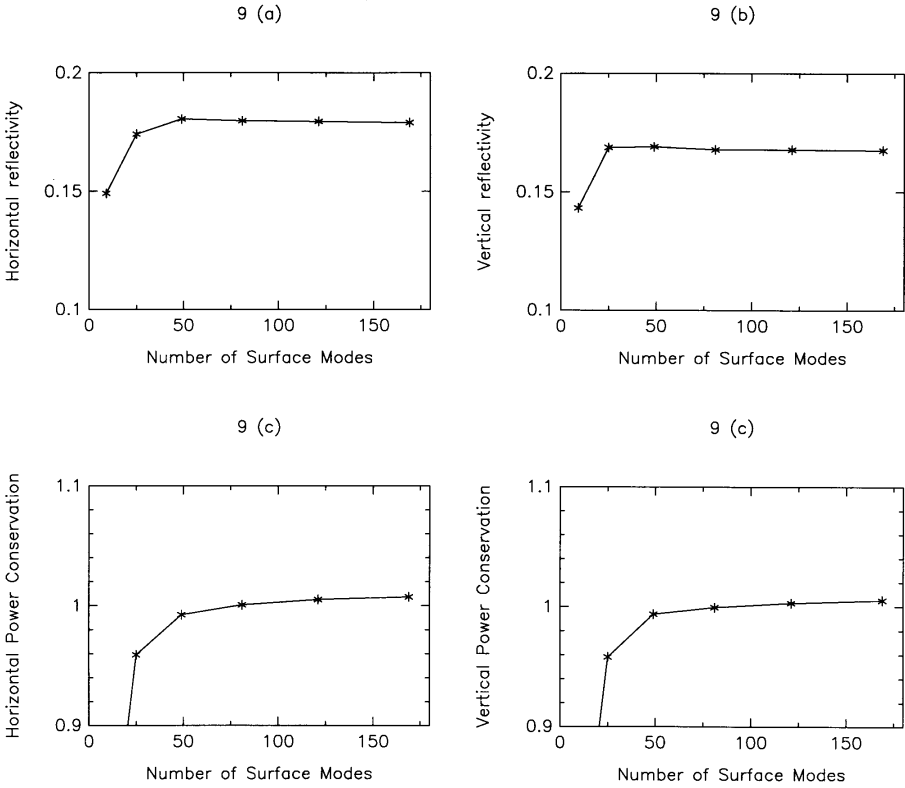 9 (a)
0.2
0.15
0.1
Horizontal reflectivity
0 50 100 150
Number of Surface Modes
9 (b)
0.2
0.15
0.1
Vertical reflectivity
0 50 100 150
Number of Surface Modes
9 (c)
1.1
1
0.9
Horizontal Power Conservation
0 50 100 150
Number of Surface Modes
9 (c)
1.1
1
0.9
Vertical Power Conservation
0 50 100 150
Number of Surface Modes